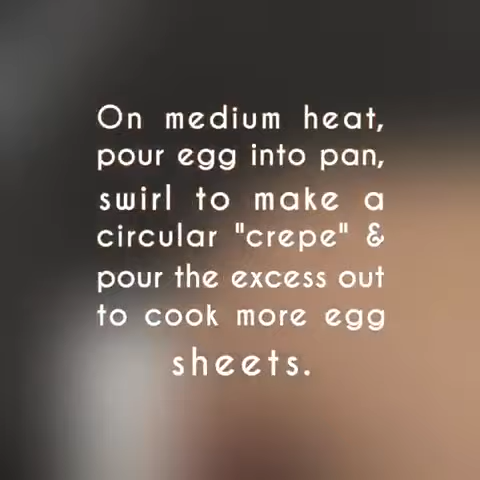 On medium heat,
pour egg into pan,
swirl to make a
circular "crepe" &
pour the excess out
to cook more egg
sheets.